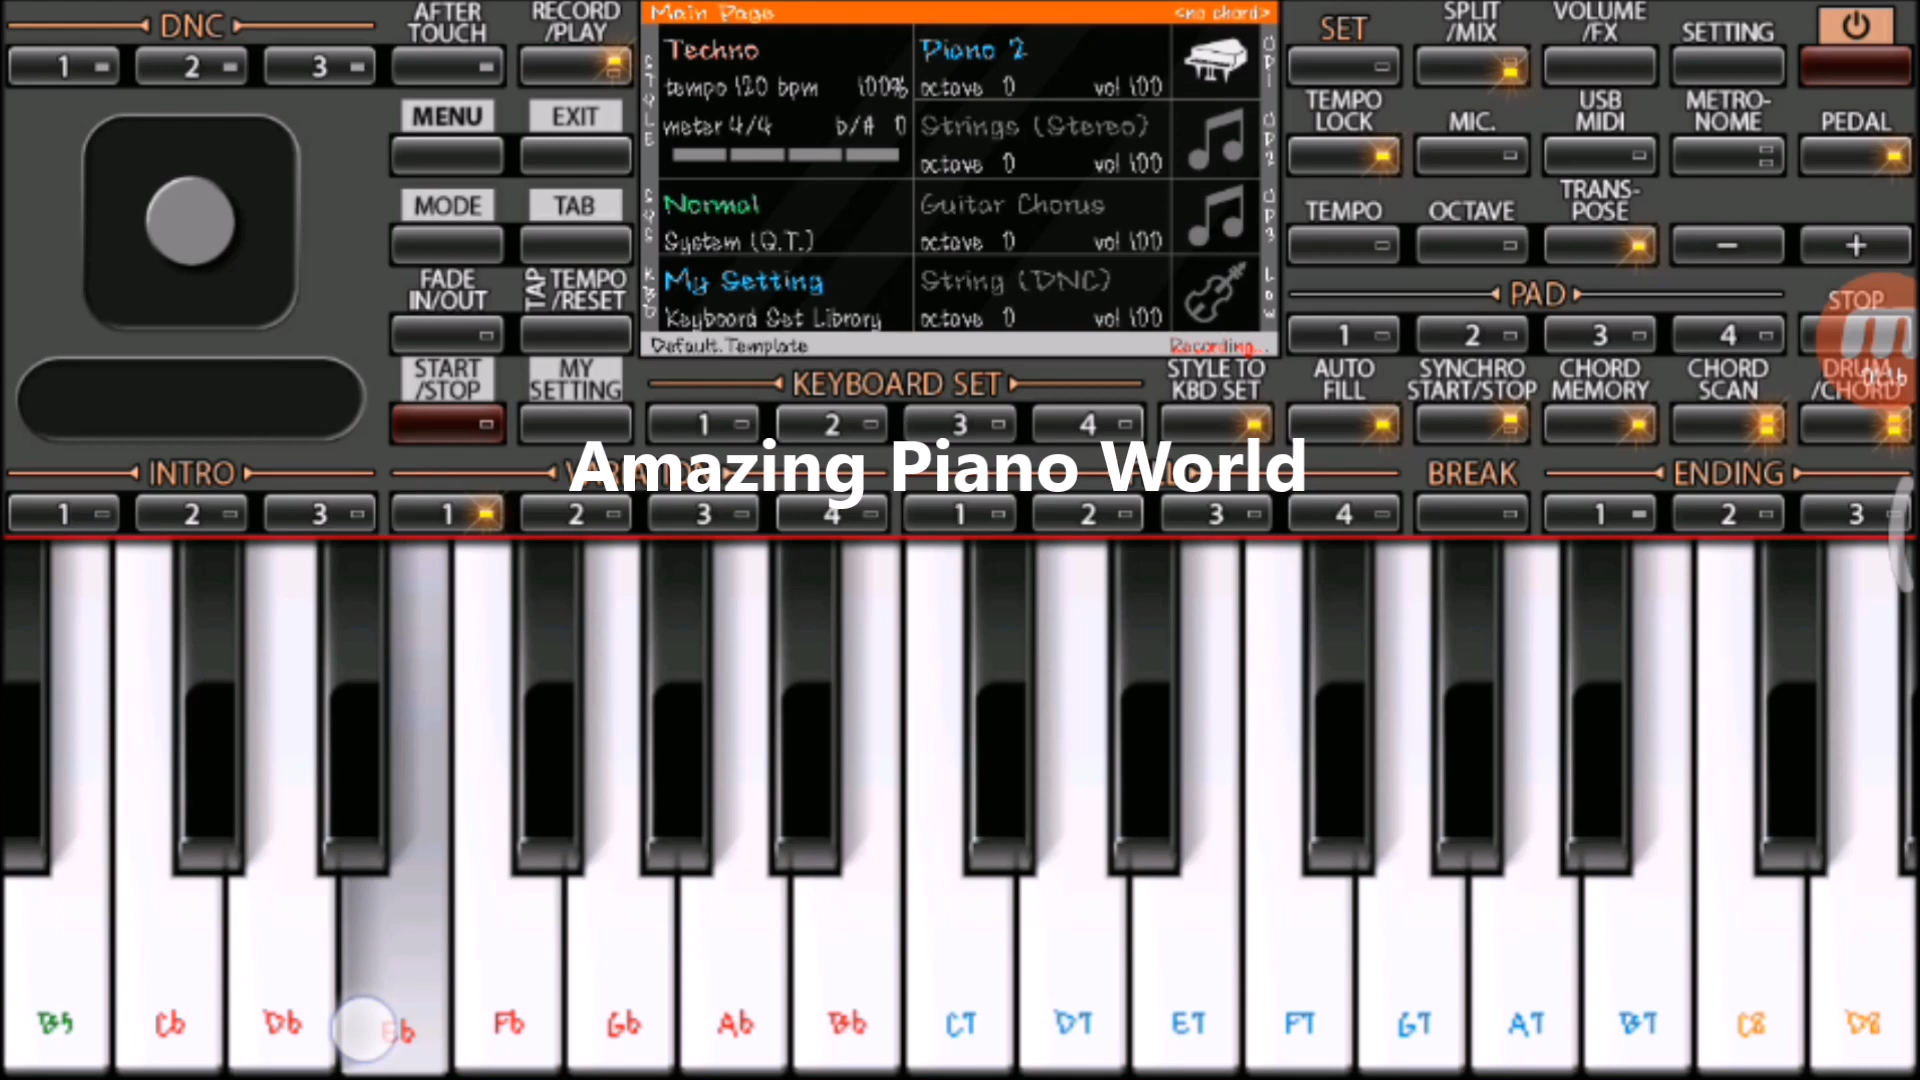 DNC
AFTER TOUCH
RECORD /PLAY
1 2 3
MENU EXIT
MODE TAB
FADE IN/OUT
TAP TEMPO /RESET
START /STOP
MY SETTING
Main Page <no chord>
Techno
tempo 120 bpm 100%
meter 4/4 b/A 0
Normal
System (Q.T.)
My Setting
Keyboard Set Library
Piano 2
octave 0 vol 100
Strings (Stereo)
octave 0 vol 100
Guitar Chorus
octave 0 vol 100
String (DNC)
octave 0 vol 100
Default.Template Recording...
SET
SPLIT /MIX
VOLUME /FX
SETTING
TEMPO LOCK
MIC.
USB MIDI
METRO-NOME
PEDAL
TEMPO
OCTAVE
TRANS-POSE
− +
PAD
STOP
1 2 3 4
KEYBOARD SET
STYLE TO KBD SET
AUTO FILL
SYNCHRO START/STOP
CHORD MEMORY
CHORD SCAN
DRUM /CHORD
1 2 3 4
Amazing Piano World
INTRO
BREAK
ENDING
1 2 3 1 2 3 4 1 2 3 4 1 2 3
B5 C6 D6 E6 F6 G6 A6 B6 C7 D7 E7 F7 G7 A7 B7 C8 D8